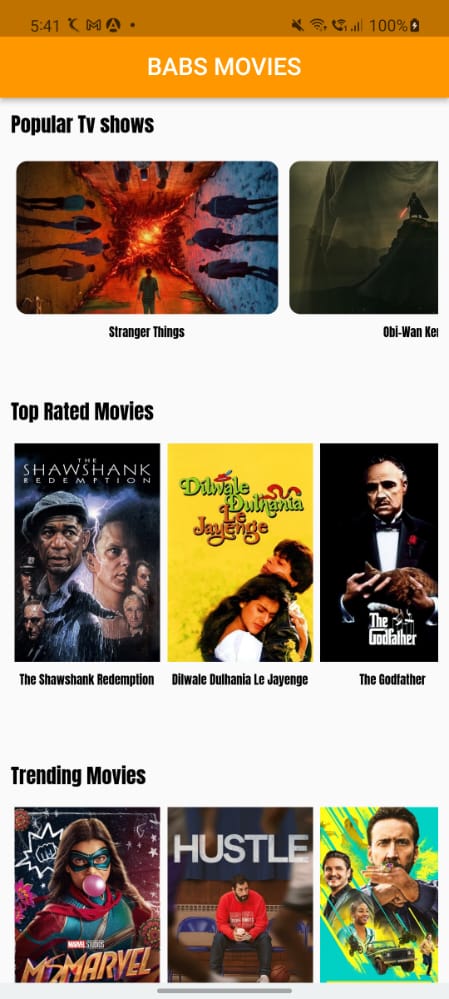 5:41
100%
BABS MOVIES
Popular Tv shows
Stranger Things
Obi-Wan Ke
Top Rated Movies
THE
SHAWSHANK
REDEMPTION
Dilwale
Dulhania
Le
Jayenge
The
Godfather
The Shawshank Redemption
Dilwale Dulhania Le Jayenge
The Godfather
Trending Movies
MARVEL STUDIOS
MS MARVEL
HUSTLE